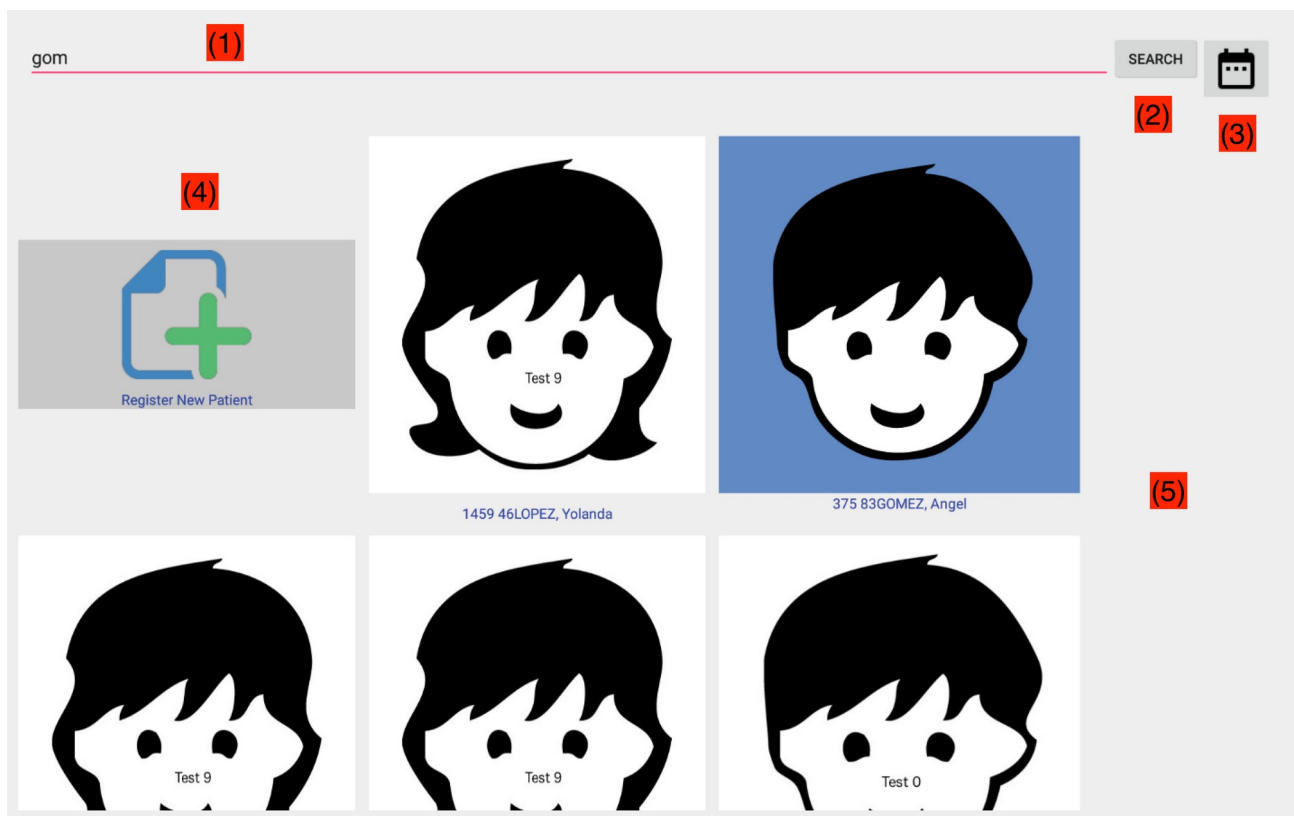 (1)
gom
SEARCH
(2)
(3)
(4)
Register New Patient
Test 9
1459 46LOPEZ, Yolanda
375 83GOMEZ, Angel
(5)
Test 9
Test 9
Test 0